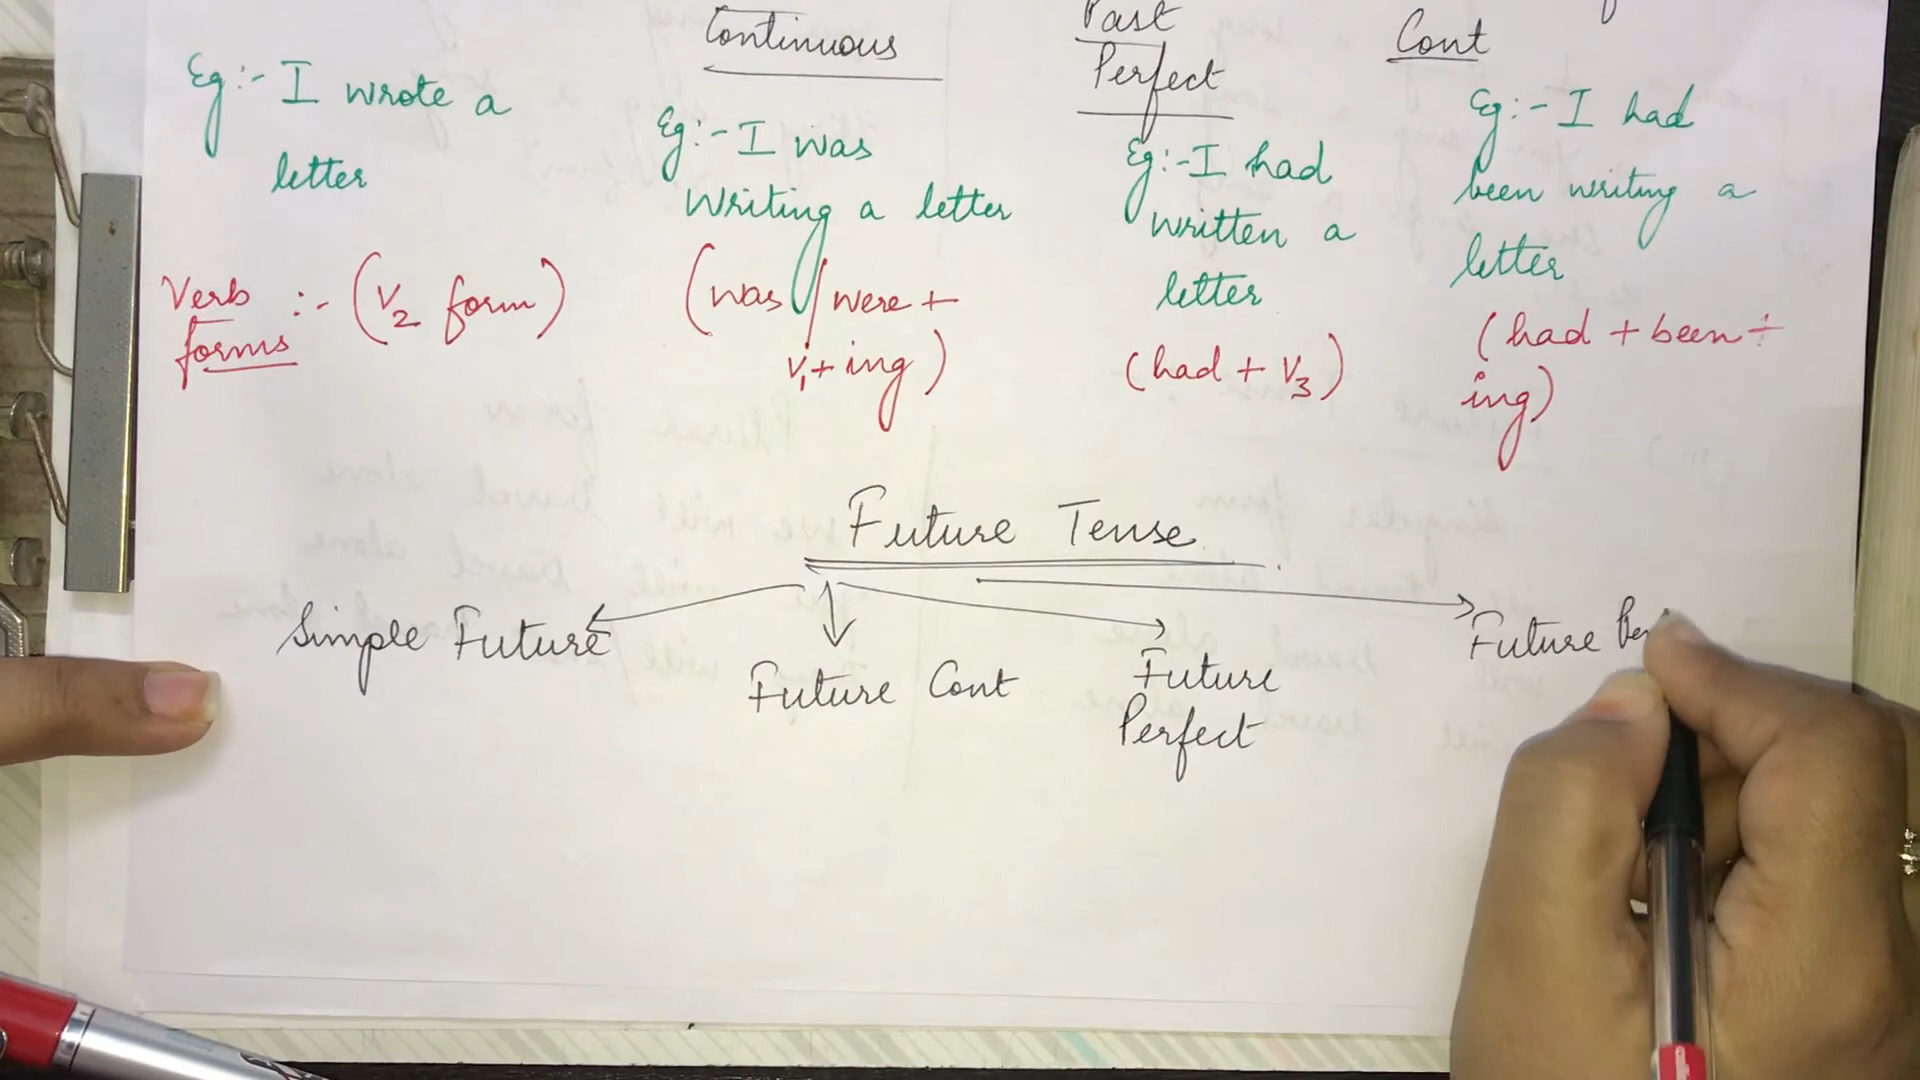 Continuous
Past
Perfect
Cont
Eg:- I wrote a
letter
Eg:- I was
writing a letter
Eg:- I had
written a
letter
Eg:- I had
been writing a
letter
Verb
forms :- (V2 form)
(was/were +
V1+ ing)
(had + V3)
(had + been +
ing)
Future Tense
Simple Future
Future Cont
Future
Perfect
Future Per